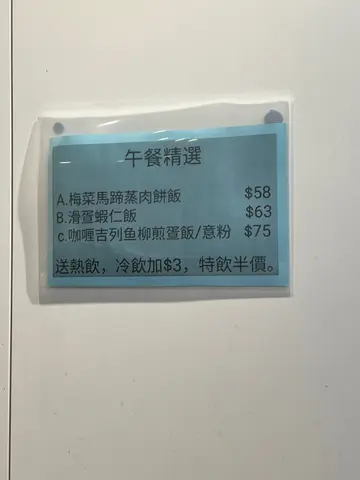 午餐精選
A.梅菜馬蹄蒸肉餅飯 $58
B.滑蛋蝦仁飯 $63
c.咖喱吉列鱼柳煎蛋飯/意粉 $75
送熱飲，冷飲加$3，特飲半價。